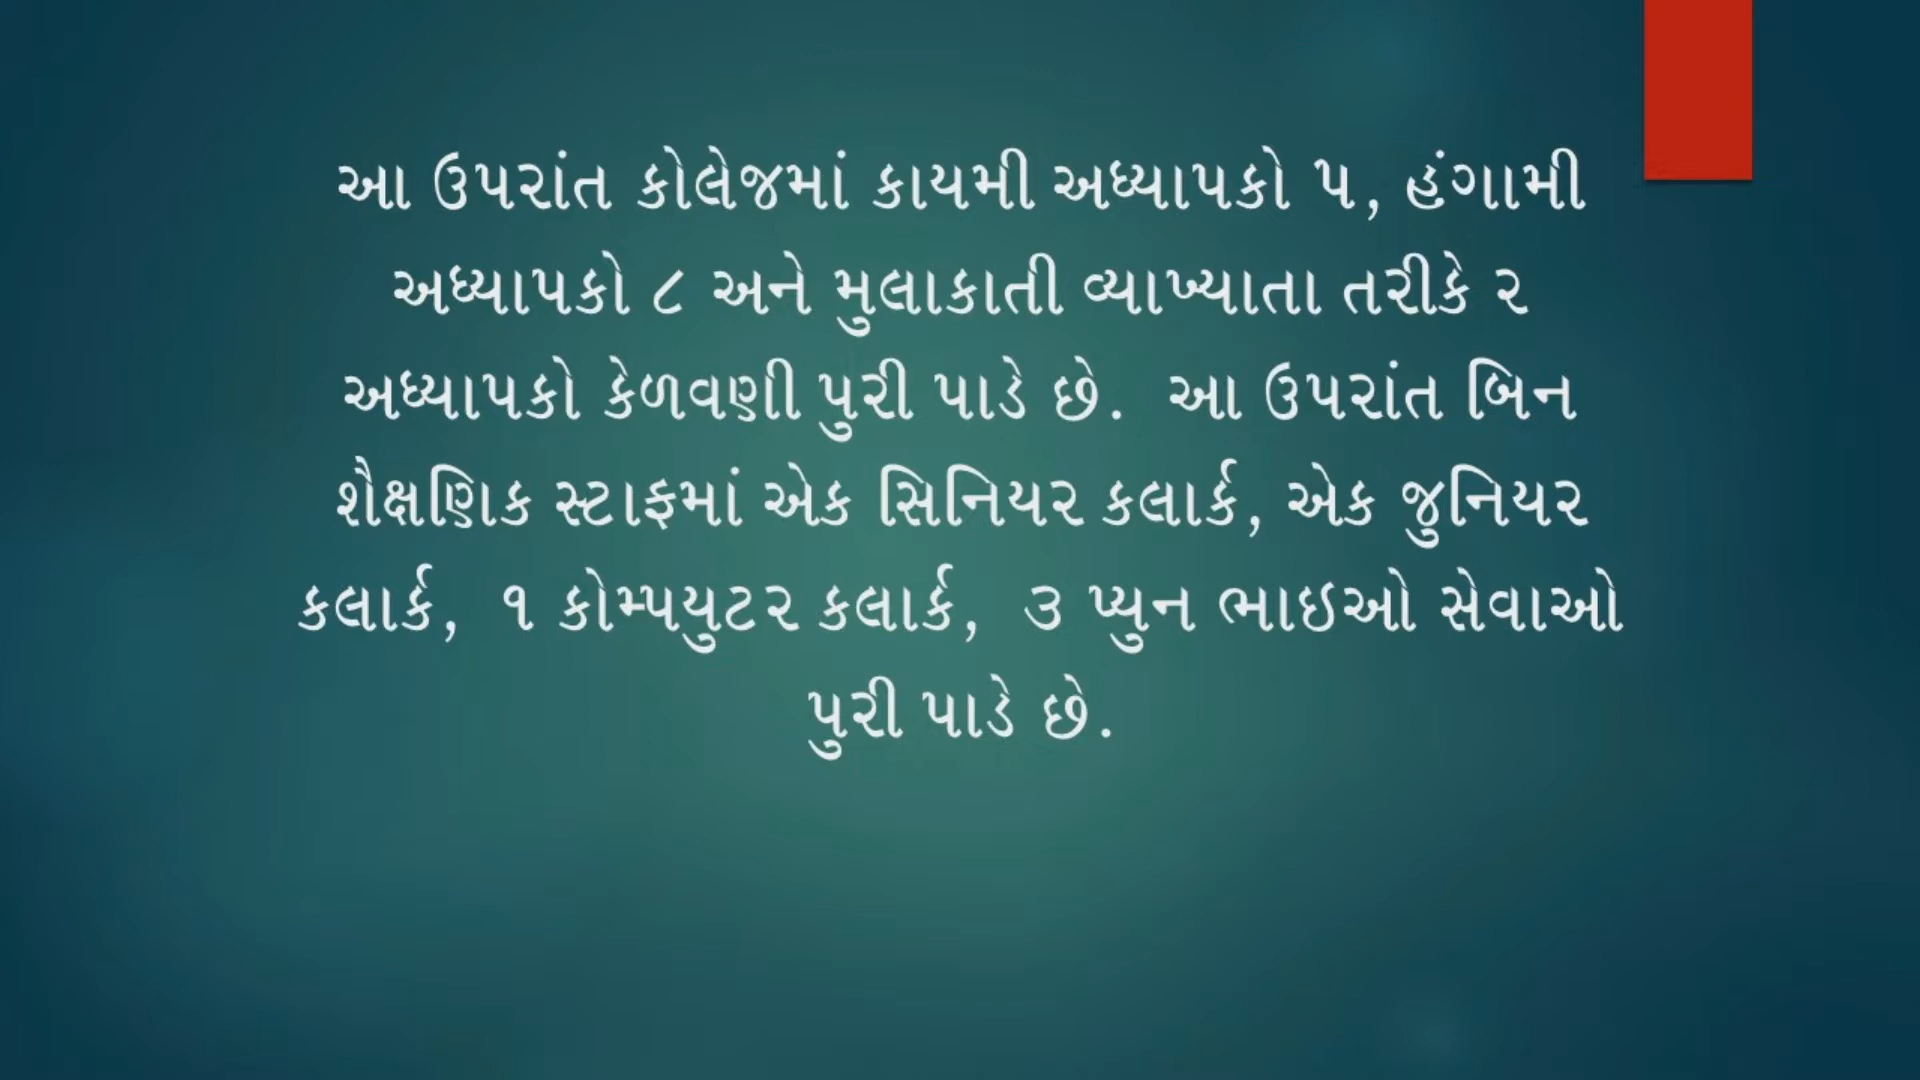 આ ઉપરાંત કોલેજમાં કાયમી અધ્યાપકો ૫, હંગામી
અધ્યાપકો ૮ અને મુલાકાતી વ્યાખ્યાતા તરીકે ૨
અધ્યાપકો કેળવણી પુરી પાડે છે. આ ઉપરાંત બિન
શૈક્ષણિક સ્ટાફમાં એક સિનિયર કલાર્ક, એક જુનિયર
કલાર્ક, ૧ કોમ્પયુટર કલાર્ક, ૩ પ્યુન ભાઇઓ સેવાઓ
પુરી પાડે છે.